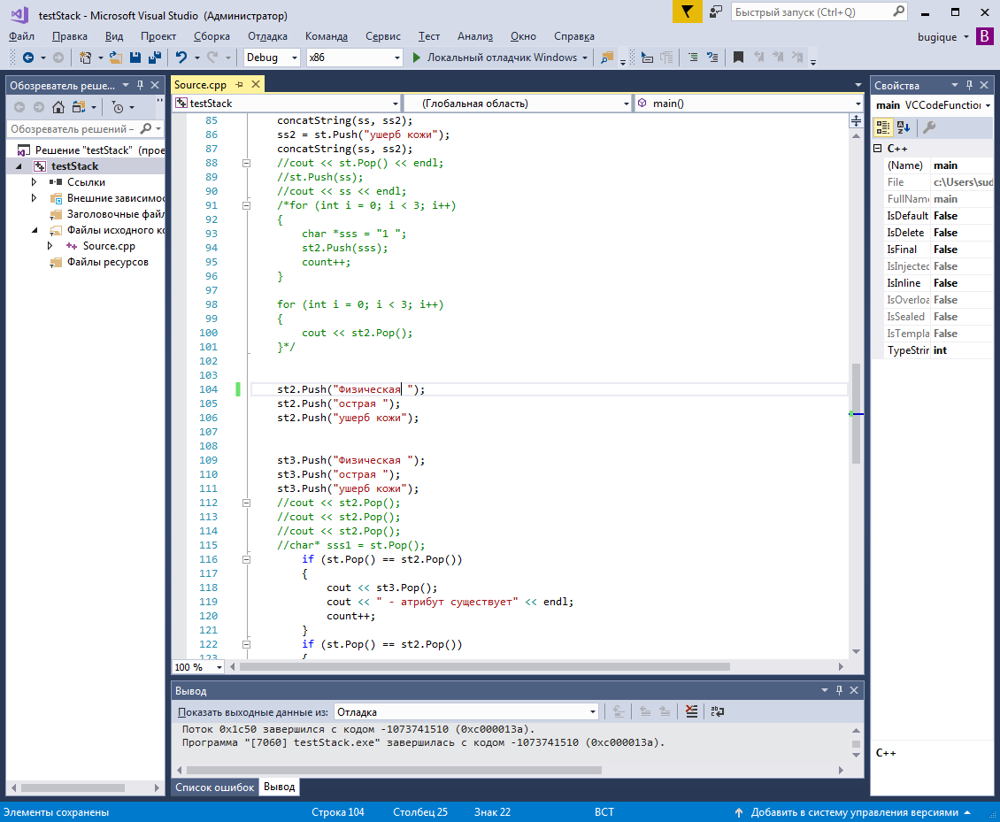 testStack - Microsoft Visual Studio (Администратор)
Быстрый запуск (Ctrl+Q)
Файл Правка Вид Проект Сборка Отладка Команда Сервис Тест Анализ Окно Справка
bugique B
Debug x86 Локальный отладчик Windows
Обозреватель реше...
Обозреватель решений –
Решение "testStack" (прое
testStack
Ссылки
Внешние зависимос
Заголовочные файл
Файлы исходного ко
Source.cpp
Файлы ресурсов
Source.cpp
testStack (Глобальная область) main()
85 concatString(ss, ss2);
86 ss2 = st.Push("ушерб кожи");
87 concatString(ss, ss2);
88 //cout << st.Pop() << endl;
89 //st.Push(ss);
90 //cout << ss << endl;
91 /*for (int i = 0; i < 3; i++)
92 {
93 char *sss = "1 ";
94 st2.Push(sss);
95 count++;
96 }
97
98 for (int i = 0; i < 3; i++)
99 {
100 cout << st2.Pop();
101 }*/
102
103
104 st2.Push("Физическая ");
105 st2.Push("острая ");
106 st2.Push("ушерб кожи");
107
108
109 st3.Push("Физическая ");
110 st3.Push("острая ");
111 st3.Push("ушерб кожи");
112 //cout << st2.Pop();
113 //cout << st2.Pop();
114 //cout << st2.Pop();
115 //char* sss1 = st.Pop();
116 if (st.Pop() == st2.Pop())
117 {
118 cout << st3.Pop();
119 cout << " - атрибут существует" << endl;
120 count++;
121 }
122 if (st.Pop() == st2.Pop())
123 {
100 %
Вывод
Показать выходные данные из: Отладка
Поток 0x1c50 завершился с кодом -1073741510 (0xc000013a).
Программа "[7060] testStack.exe" завершилась с кодом -1073741510 (0xc000013a).
Список ошибок Вывод
Свойства
main VCCodeFunction
C++
(Name) main
File c:\Users\sud
FullName main
IsDefault False
IsDelete False
IsFinal False
IsInjected False
IsInline False
IsOverloa False
IsSealed False
IsTempla False
TypeStrin int
C++
Элементы сохранены Строка 104 Столбец 25 Знак 22 ВСТ Добавить в систему управления версиями